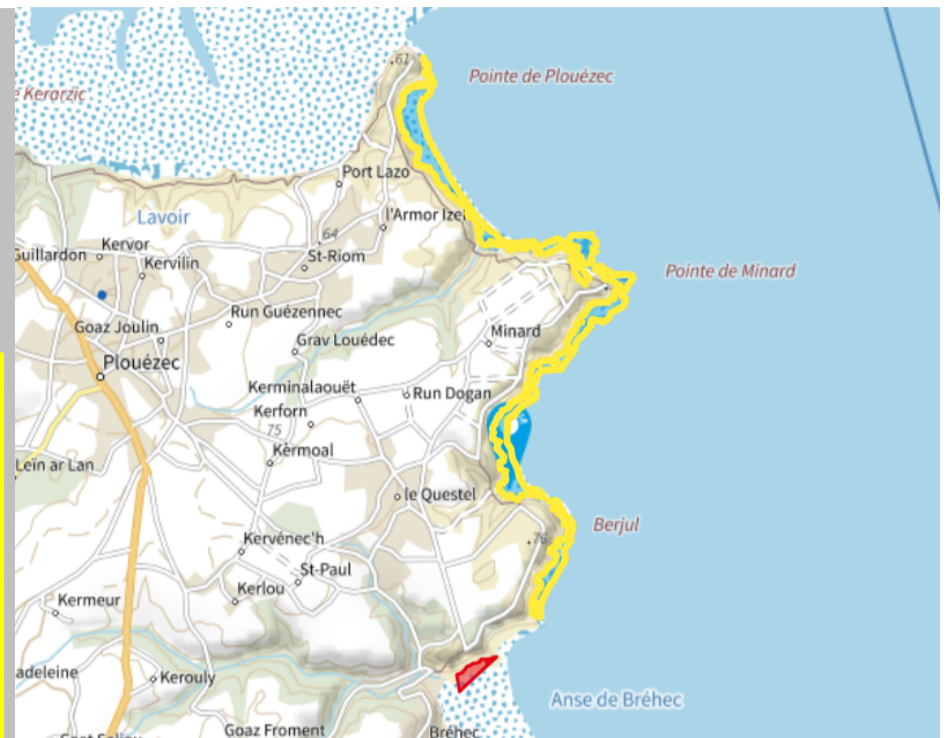 .61
Pointe de Plouézec
e Kerarzic
Port Lazo
Lavoir
l'Armor Izel
64
Guillardon
Kervor
St-Riom
Kervilin
Pointe de Minard
Run Guézennec
Goaz Joulin
Minard
Grav Louédec
Plouézec
Kerminalaouët
Run Dogan
Kerforn
75
Kermoal
Leïn ar Lan
le Questel
Berjul
.76
Kervénec'h
St-Paul
Kerlou
Kermeur
adeleine
Kerouly
Anse de Bréhec
Goaz Froment
Bréhec